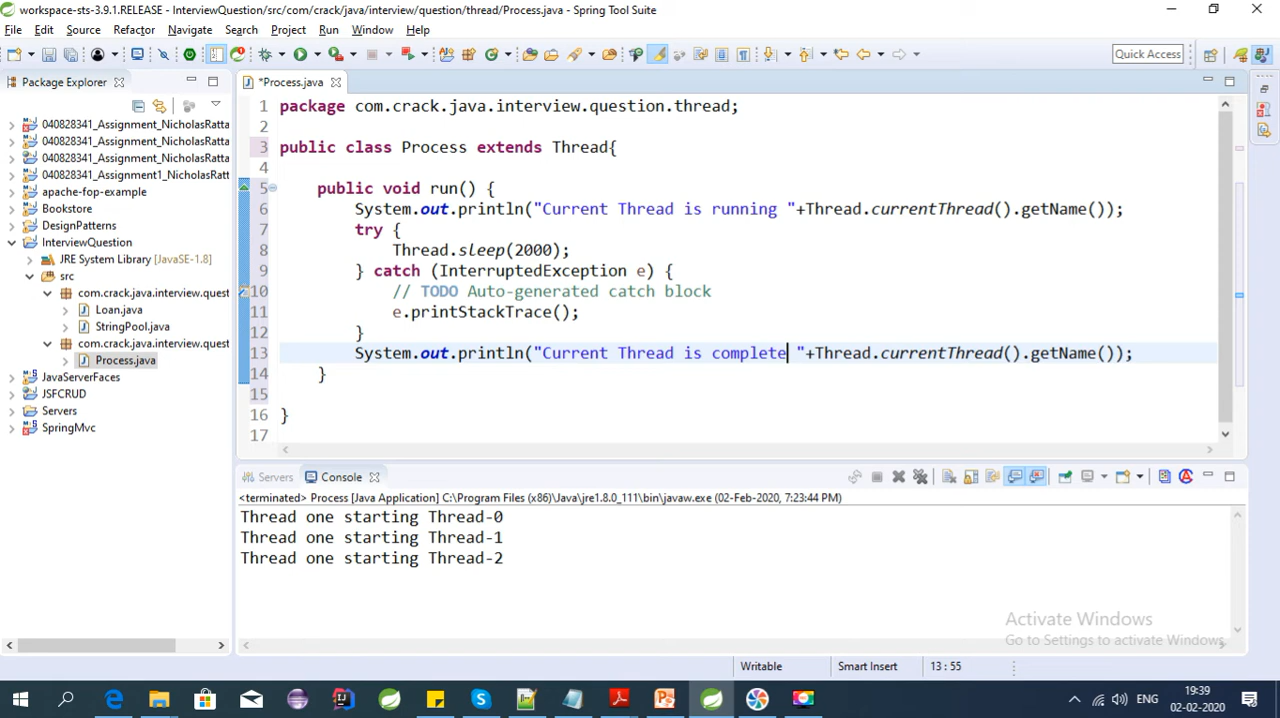 workspace-sts-3.9.1.RELEASE - InterviewQuestion/src/com/crack/java/interview/question/thread/Process.java - Spring Tool Suite
File Edit Source Refactor Navigate Search Project Run Window Help
Quick Access
Package Explorer
*Process.java
040828341_Assignment_NicholasRatta
040828341_Assignment_NicholasRatta
040828341_Assignment_NicholasRatta
040828341_Assignment1_NicholasRatt
apache-fop-example
Bookstore
DesignPatterns
InterviewQuestion
JRE System Library [JavaSE-1.8]
src
com.crack.java.interview.quest
Loan.java
StringPool.java
com.crack.java.interview.quest
Process.java
JavaServerFaces
JSFCRUD
Servers
SpringMvc
1 package com.crack.java.interview.question.thread;
2
3 public class Process extends Thread{
4
5 public void run() {
6 System.out.println("Current Thread is running "+Thread.currentThread().getName());
7 try {
8 Thread.sleep(2000);
9 } catch (InterruptedException e) {
10 // TODO Auto-generated catch block
11 e.printStackTrace();
12 }
13 System.out.println("Current Thread is complete "+Thread.currentThread().getName());
14 }
15
16 }
17
Servers Console
<terminated> Process [Java Application] C:\Program Files (x86)\Java\jre1.8.0_111\bin\javaw.exe (02-Feb-2020, 7:23:44 PM)
Thread one starting Thread-0
Thread one starting Thread-1
Thread one starting Thread-2
Activate Windows
Go to Settings to activate Windows.
Writable Smart Insert 13 : 55
ENG
19:39
02-02-2020